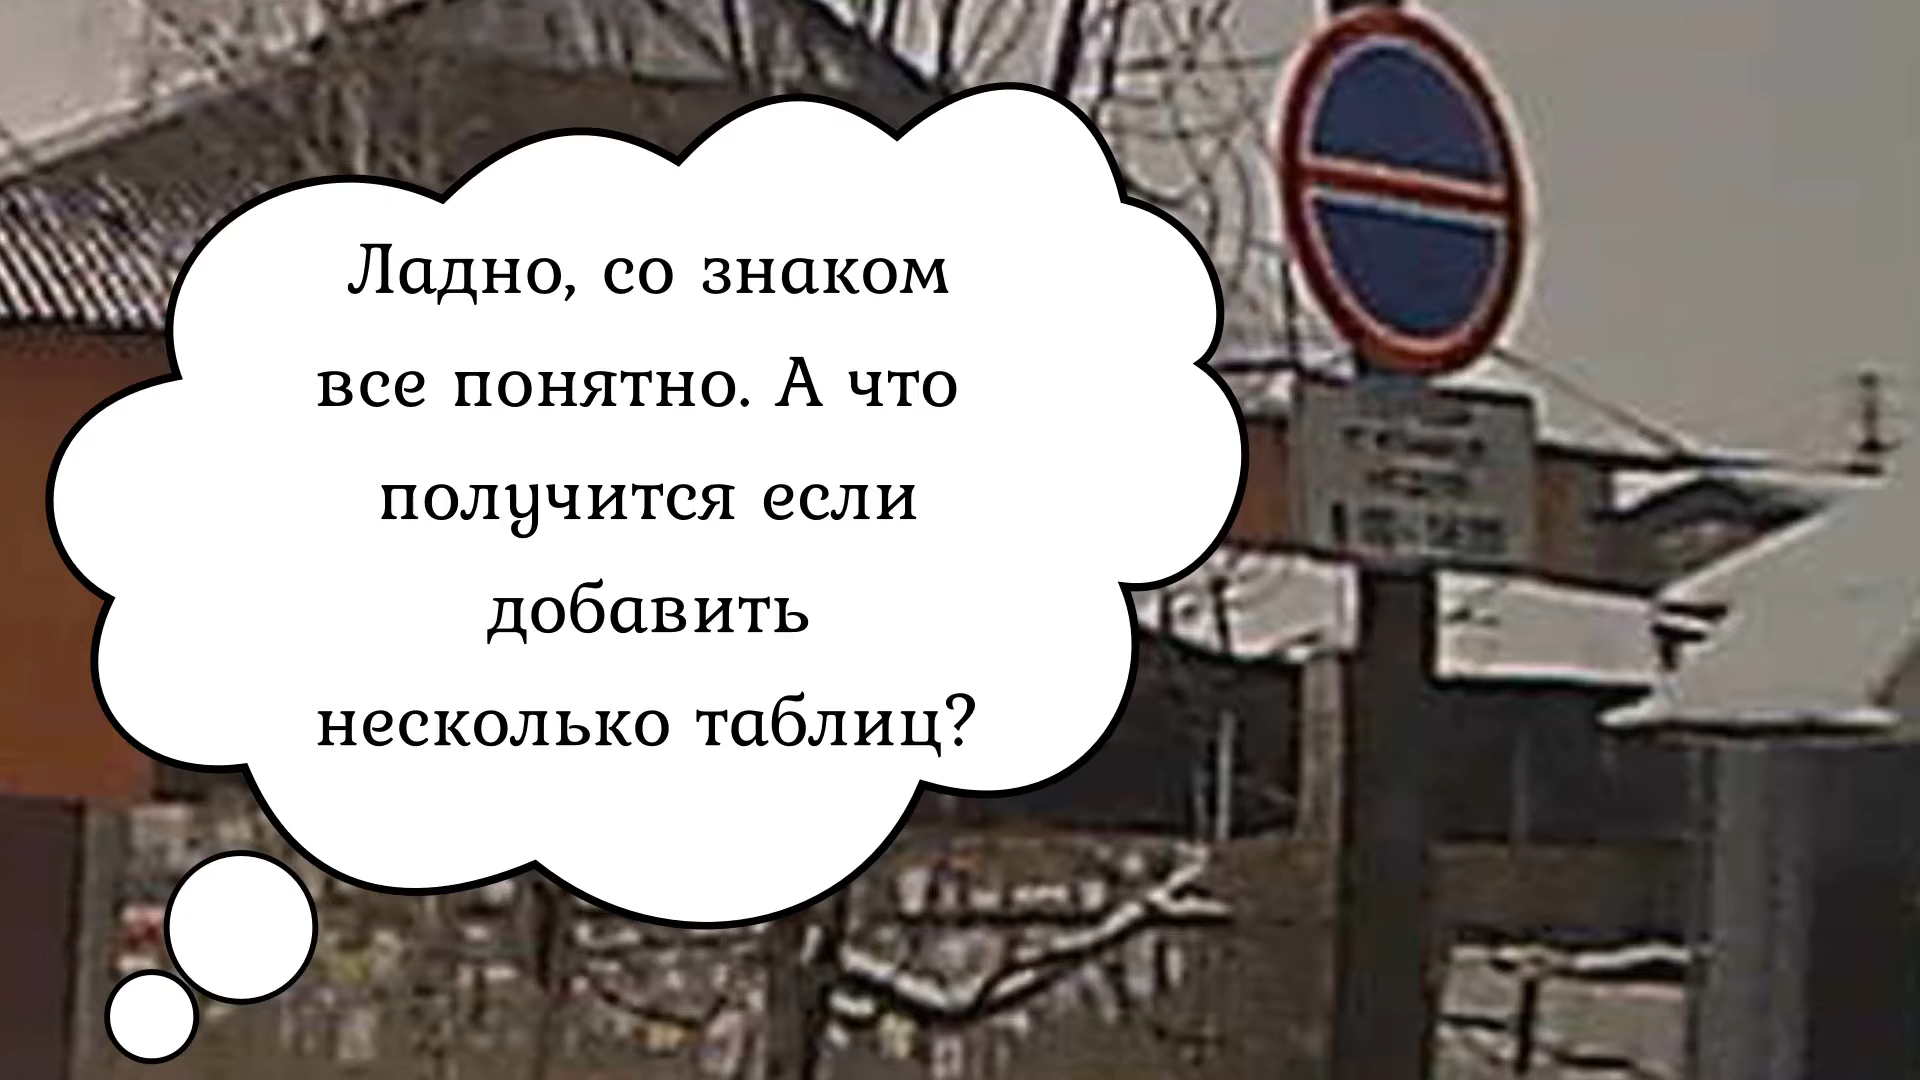 Ладно, со знаком
все понятно. А что
получится если
добавить
несколько таблиц?